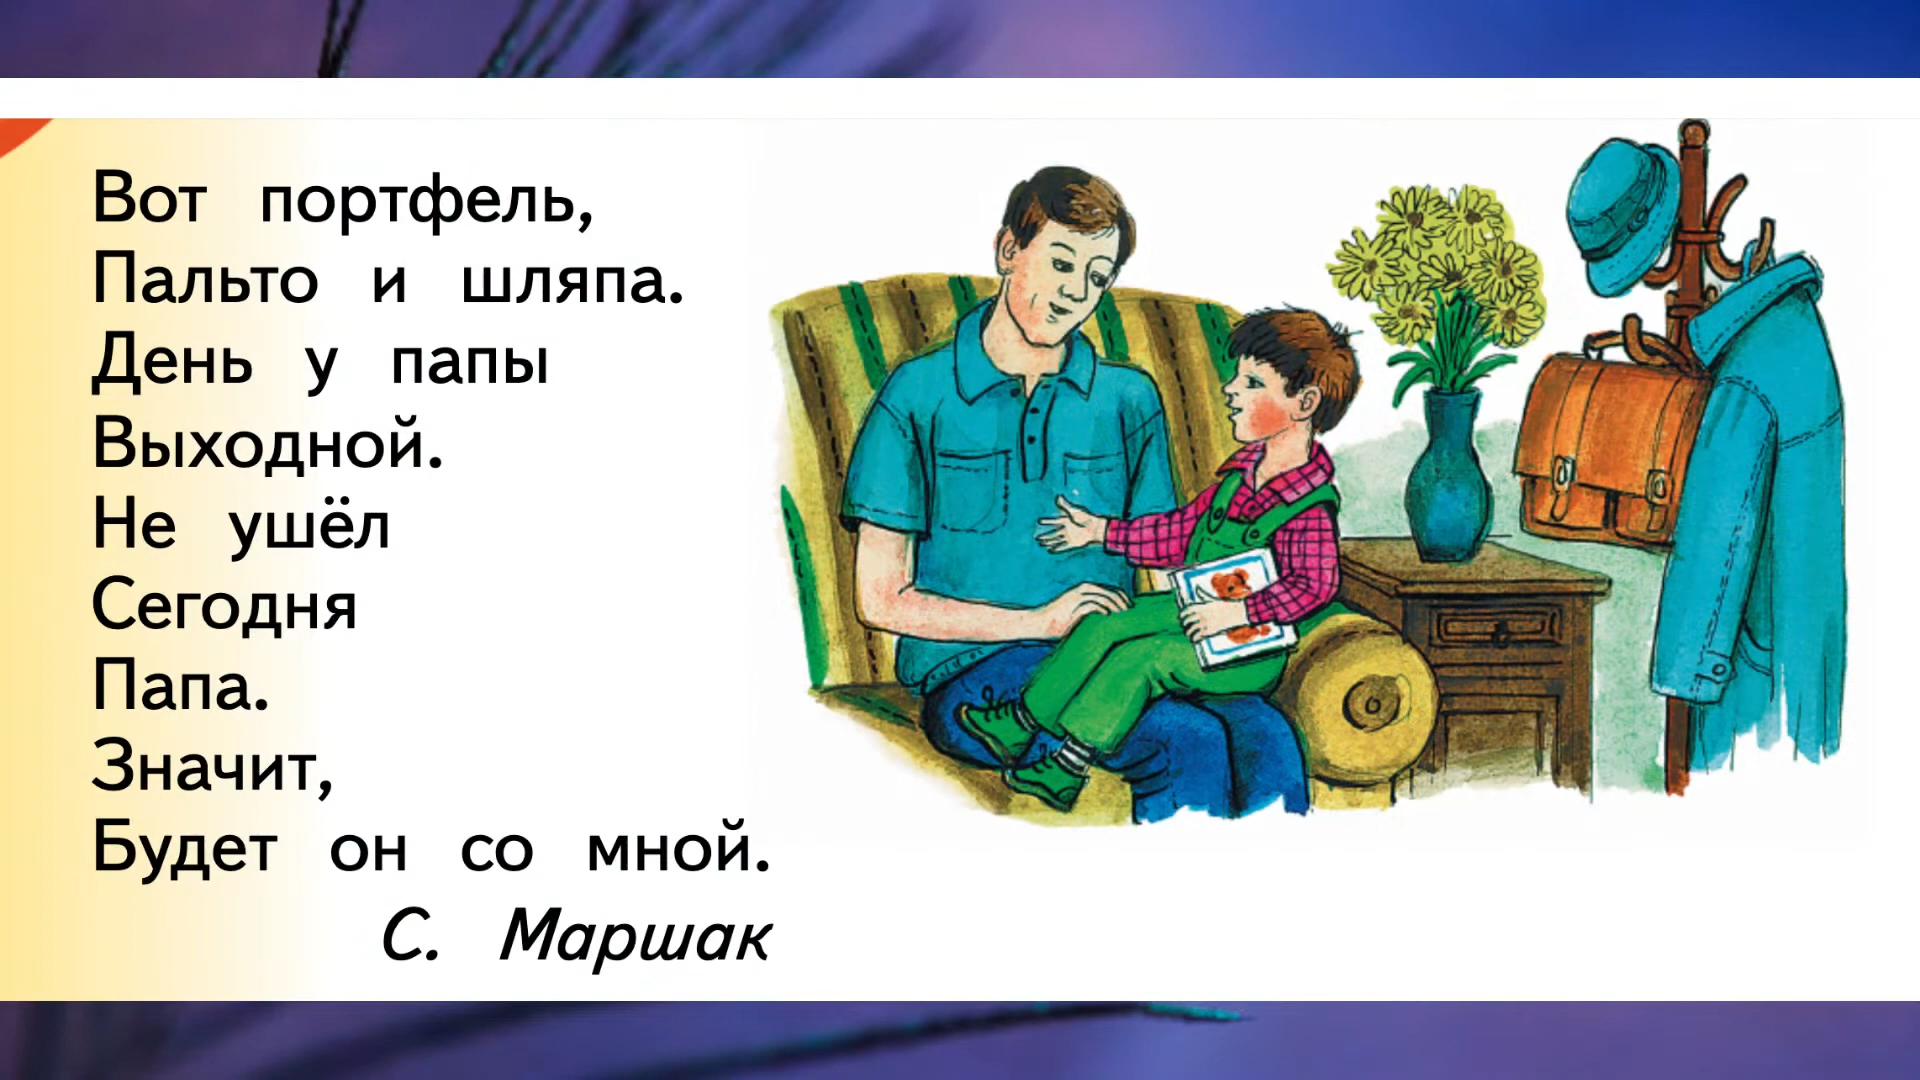 Вот портфель,
Пальто и шляпа.
День у папы
Выходной.
Не ушёл
Сегодня
Папа.
Значит,
Будет он со мной.
С. Маршак